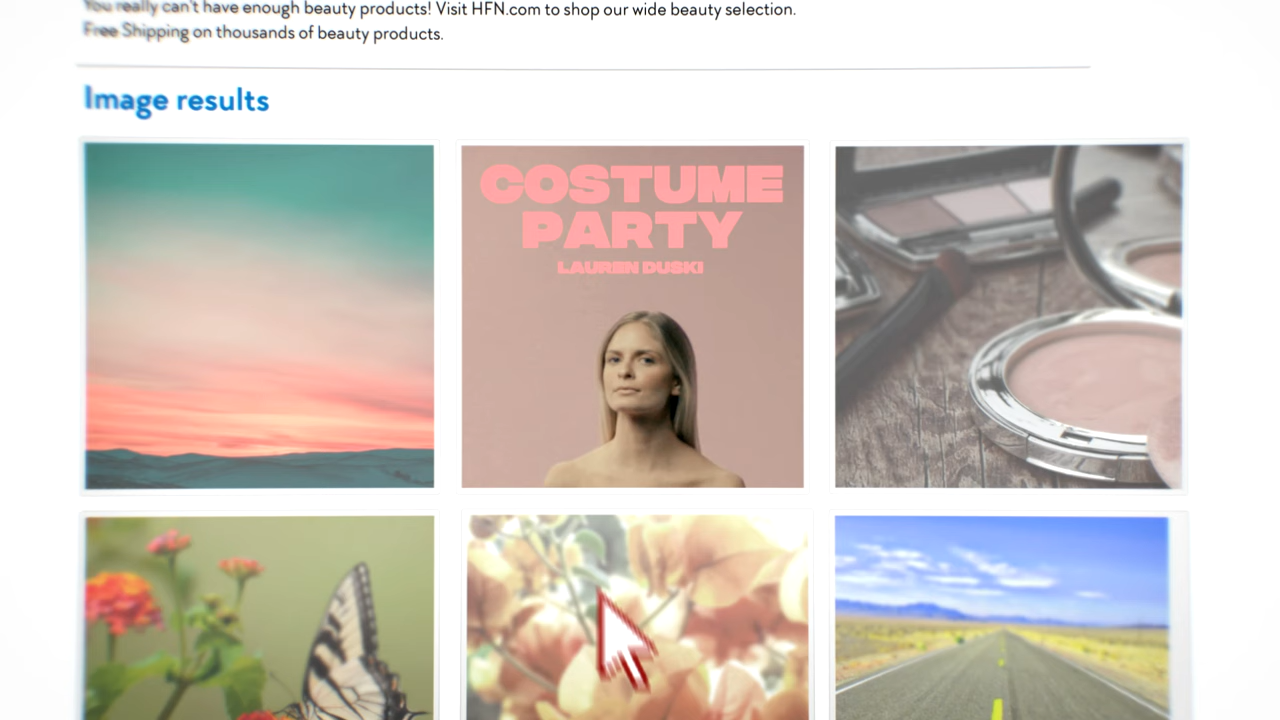 You really can't have enough beauty products! Visit HFN.com to shop our wide beauty selection.
Free Shipping on thousands of beauty products.
Image results
COSTUME
PARTY
LAUREN DUSKI